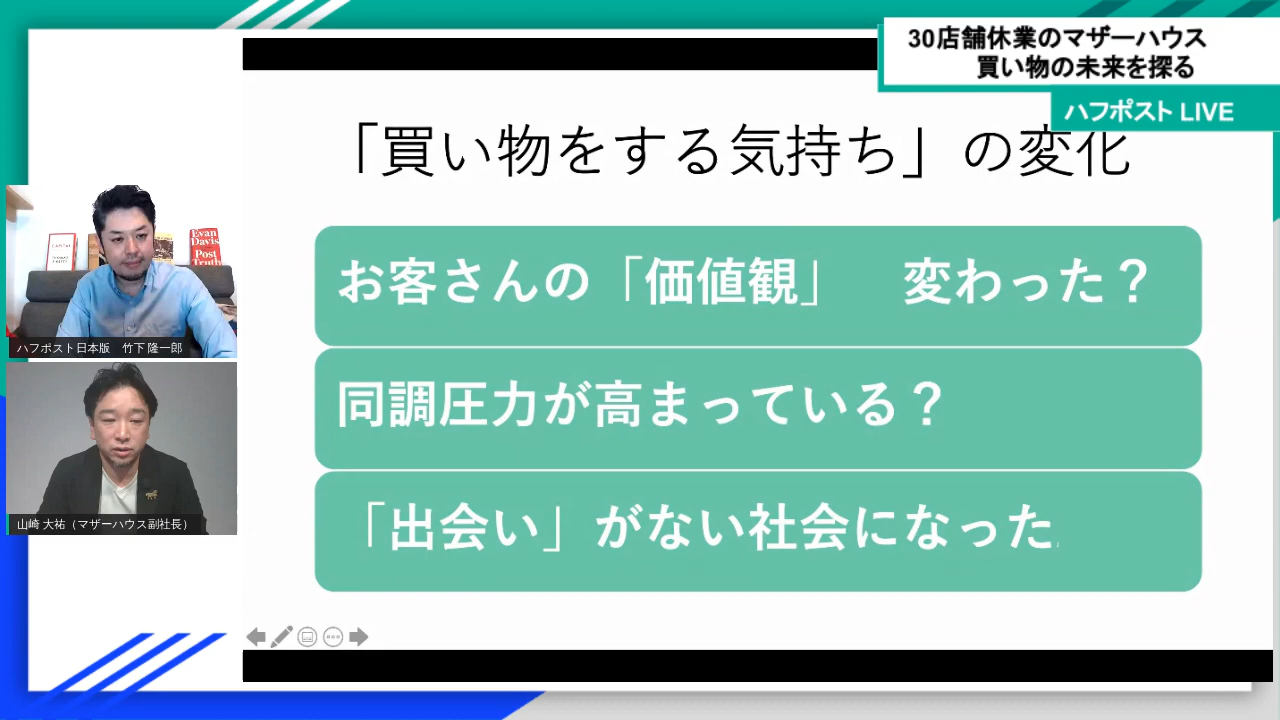 30店舗休業のマザーハウス
買い物の未来を探る
ハフポスト LIVE
「買い物をする気持ち」の変化
お客さんの「価値観」 変わった？
同調圧力が高まっている？
「出会い」がない社会になった
CAPITAL
Evan
Davis
Post
Truth
ハフポスト日本版 竹下 隆一郎
山崎 大祐（マザーハウス副社長）